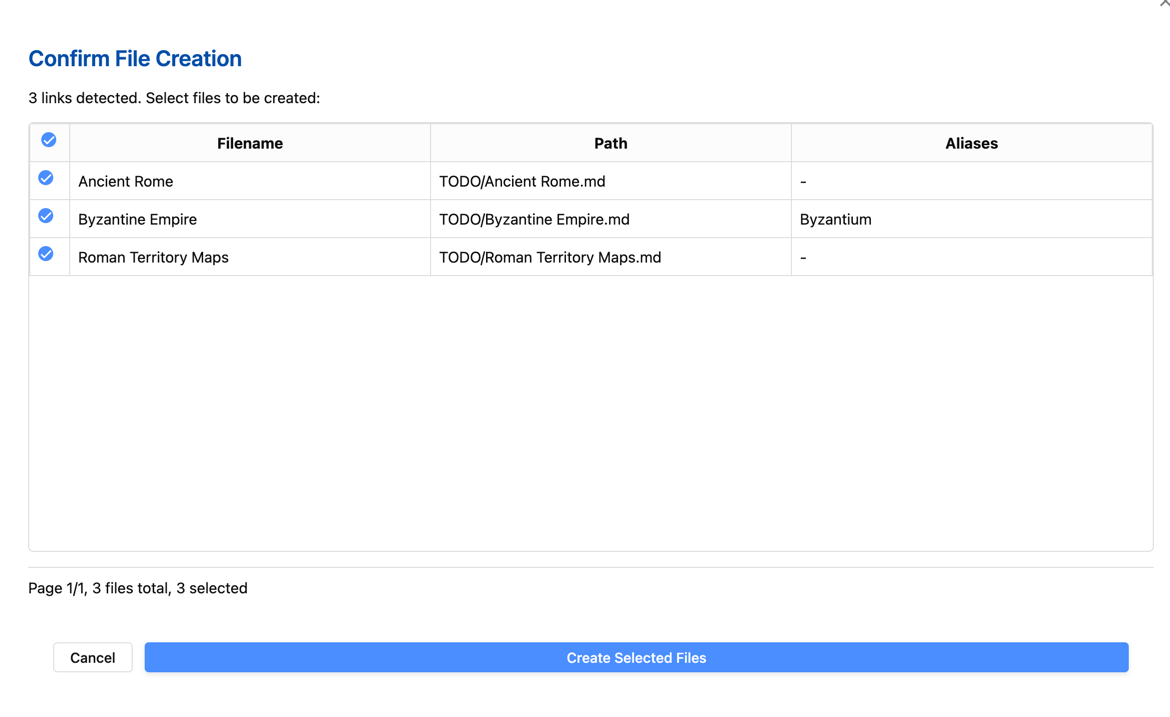 Confirm File Creation
3 links detected. Select files to be created:
Filename Path Aliases
Ancient Rome TODO/Ancient Rome.md -
Byzantine Empire TODO/Byzantine Empire.md Byzantium
Roman Territory Maps TODO/Roman Territory Maps.md -
Page 1/1, 3 files total, 3 selected
Cancel Create Selected Files